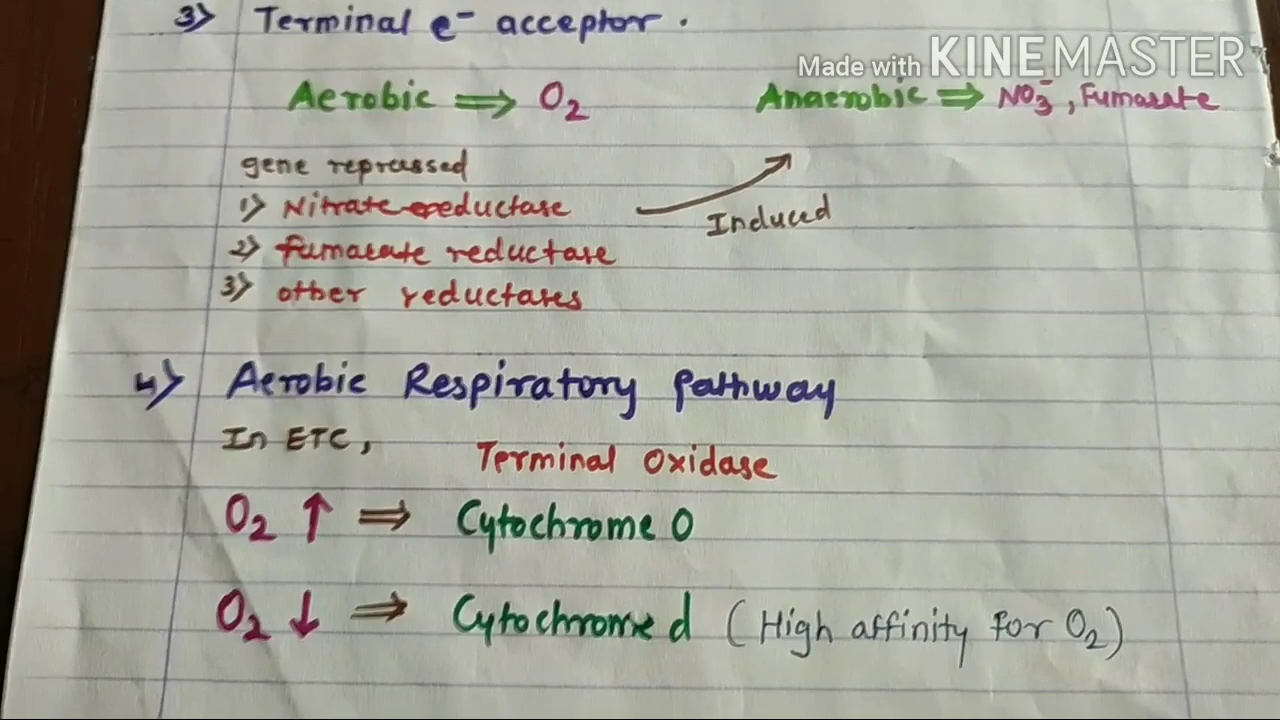 3) Terminal e⁻ acceptor.
Made with KINEMASTER
Aerobic ⟹ O₂ Anaerobic ⟹ NO₃⁻, Fumarate
gene repressed
1) Nitrate reductase
Induced
2) fumarate reductase
3) other reductases
4) Aerobic Respiratory Pathway
In ETC, Terminal Oxidase
O₂ ↑ ⟹ Cytochrome O
O₂ ↓ ⟹ Cytochrome d (High affinity for O₂)